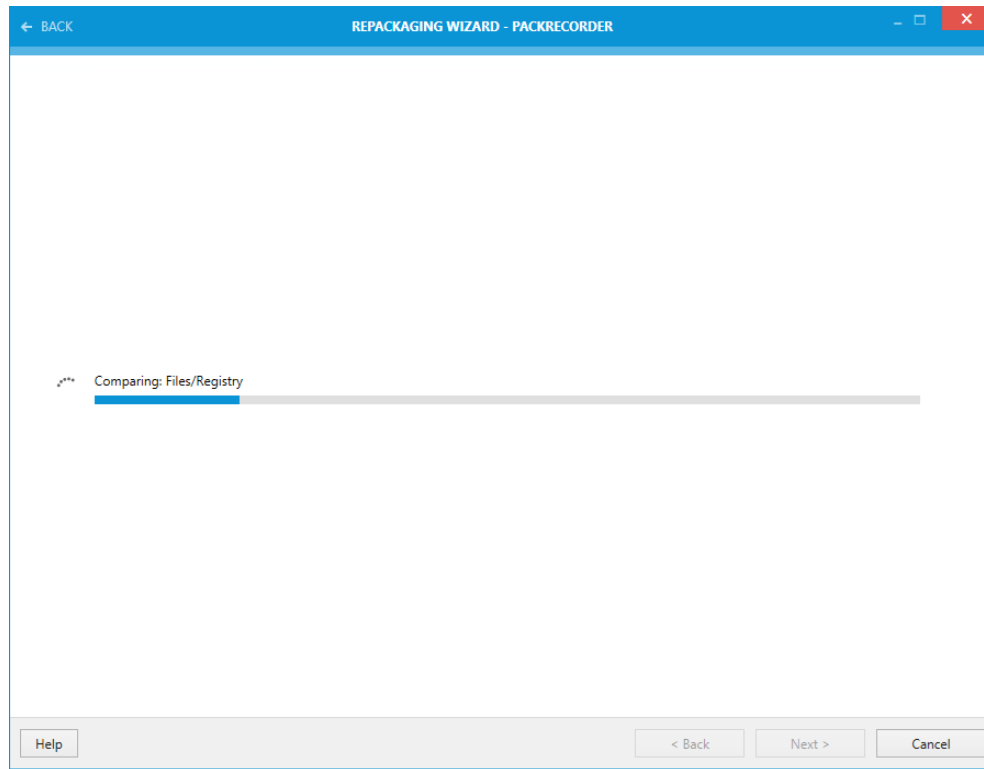 ← BACK
REPACKAGING WIZARD - PACKRECORDER
Comparing: Files/Registry
Help
< Back
Next >
Cancel